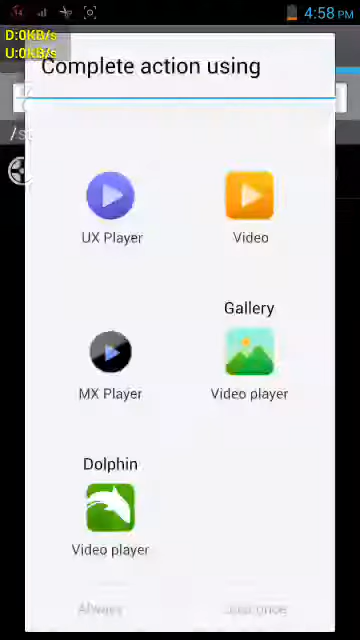 4:58 PM
D:0KB/s
U:0KB/s
Complete action using
UX Player
Video
MX Player
Gallery
Video player
Dolphin
Video player
Always
Just once